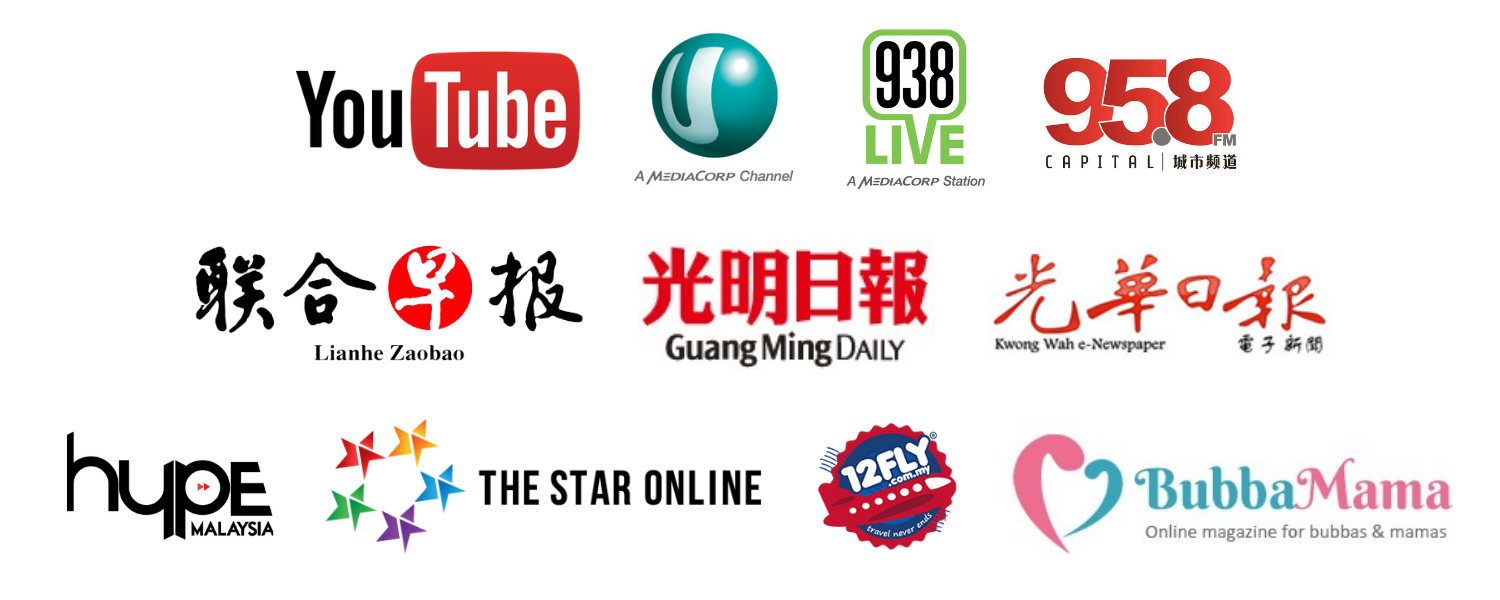 YouTube
U
A MEDIACORP Channel
938
LIVE
A MEDIACORP Station
95.8
FM
CAPITAL | 城市频道
联合早报
Lianhe Zaobao
光明日報
Guang Ming DAILY
光華日報
Kwong Wah e-Newspaper
電子新聞
hype
MALAYSIA
THE STAR ONLINE
12FLY®
.com.my
travel never ends
BubbaMama
Online magazine for bubbas & mamas